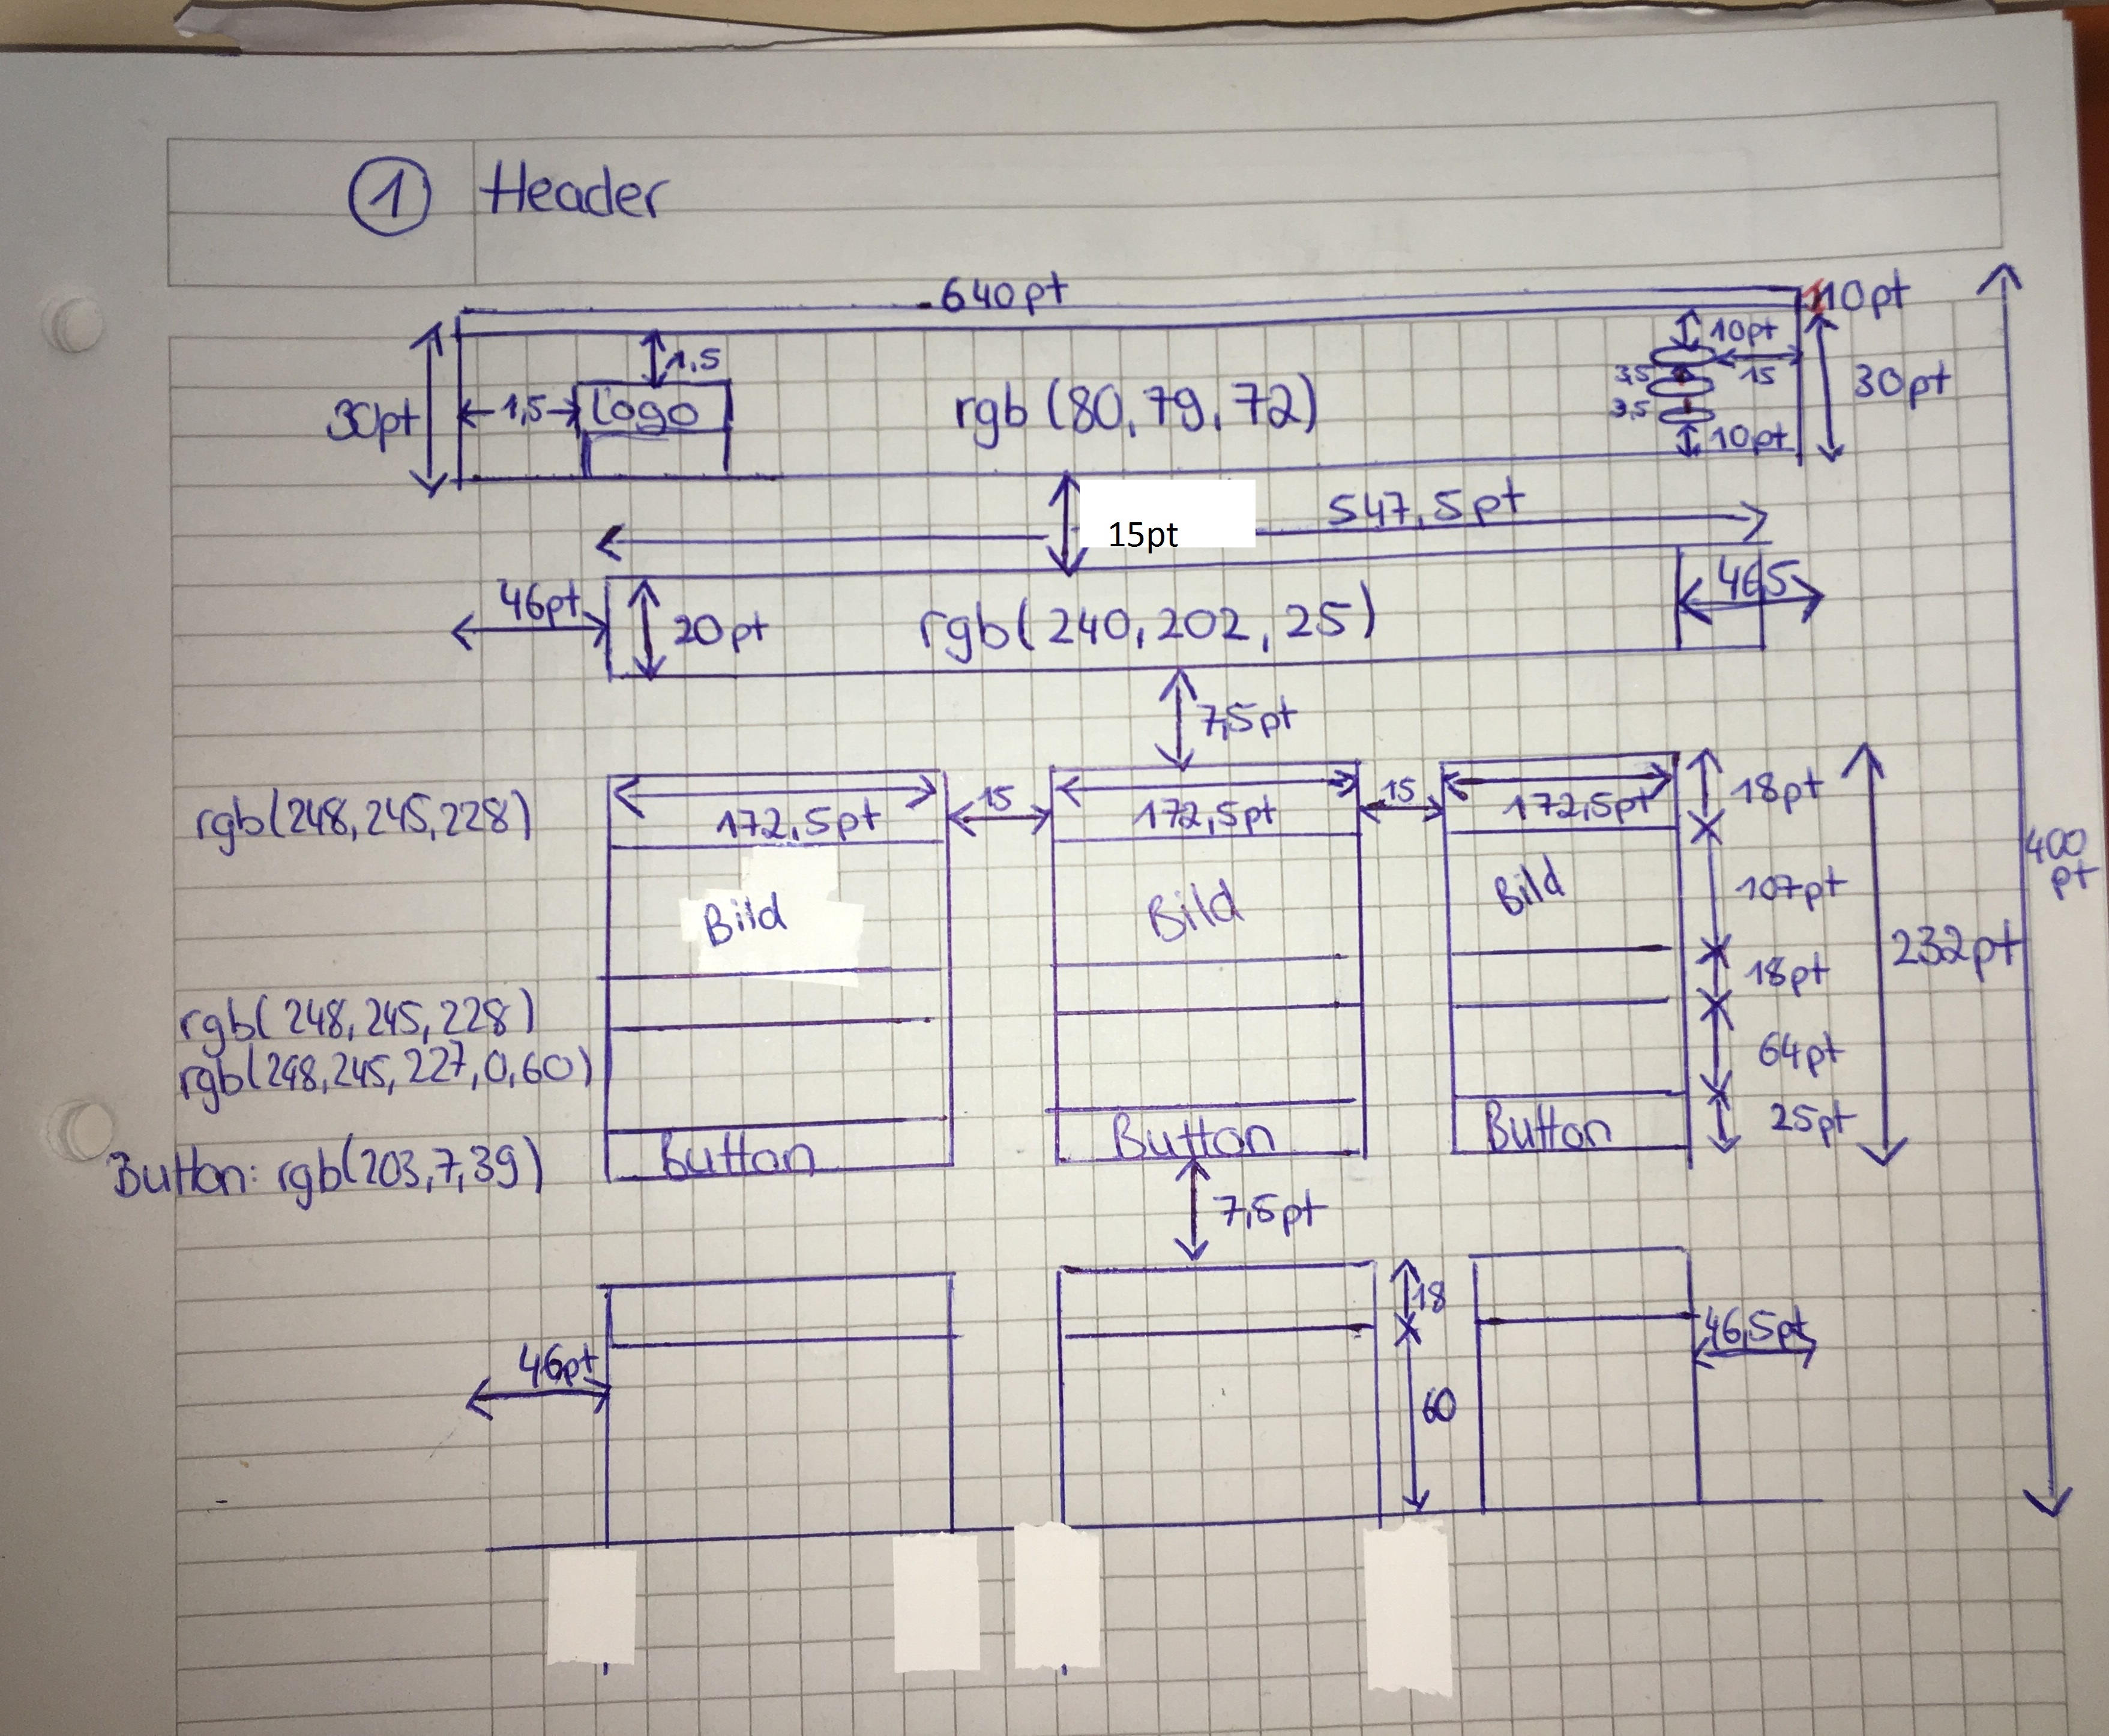 1 Header
640pt
10pt
30pt
1,5
1,5
Logo
rgb (80,79,72)
10pt
3,5
15
3,5
10pt
30pt
15pt
547,5pt
46pt
20pt
rgb(240,202,25)
46,5
7,5pt
rgb(248,245,228)
172,5pt
15
172,5pt
15
172,5pt
18pt
Bild
Bild
Bild
107pt
400
pt
232pt
18pt
rgb(248,245,228)
rgb(248,245,227,0,60)
64pt
Button: rgb(203,7,39)
Button
Button
Button
25pt
7,5pt
18
46pt
46,5pt
60